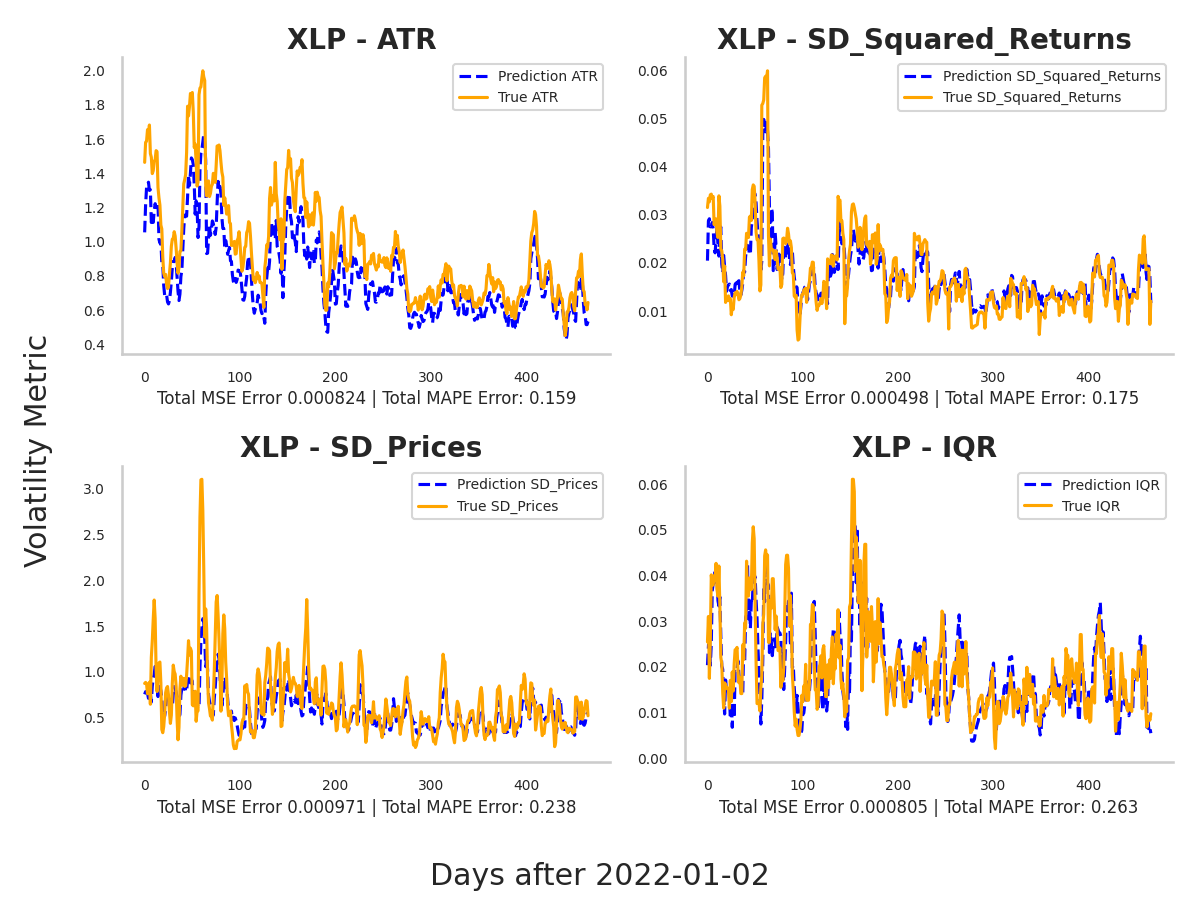 XLP - ATR
Prediction ATR
True ATR
2.0
1.8
1.6
1.4
1.2
1.0
0.8
0.6
0.4
0 100 200 300 400
Total MSE Error 0.000824 | Total MAPE Error: 0.159
XLP - SD_Squared_Returns
Prediction SD_Squared_Returns
True SD_Squared_Returns
0.06
0.05
0.04
0.03
0.02
0.01
0 100 200 300 400
Total MSE Error 0.000498 | Total MAPE Error: 0.175
Volatility Metric
XLP - SD_Prices
Prediction SD_Prices
True SD_Prices
3.0
2.5
2.0
1.5
1.0
0.5
0 100 200 300 400
Total MSE Error 0.000971 | Total MAPE Error: 0.238
XLP - IQR
Prediction IQR
True IQR
0.06
0.05
0.04
0.03
0.02
0.01
0.00
0 100 200 300 400
Total MSE Error 0.000805 | Total MAPE Error: 0.263
Days after 2022-01-02